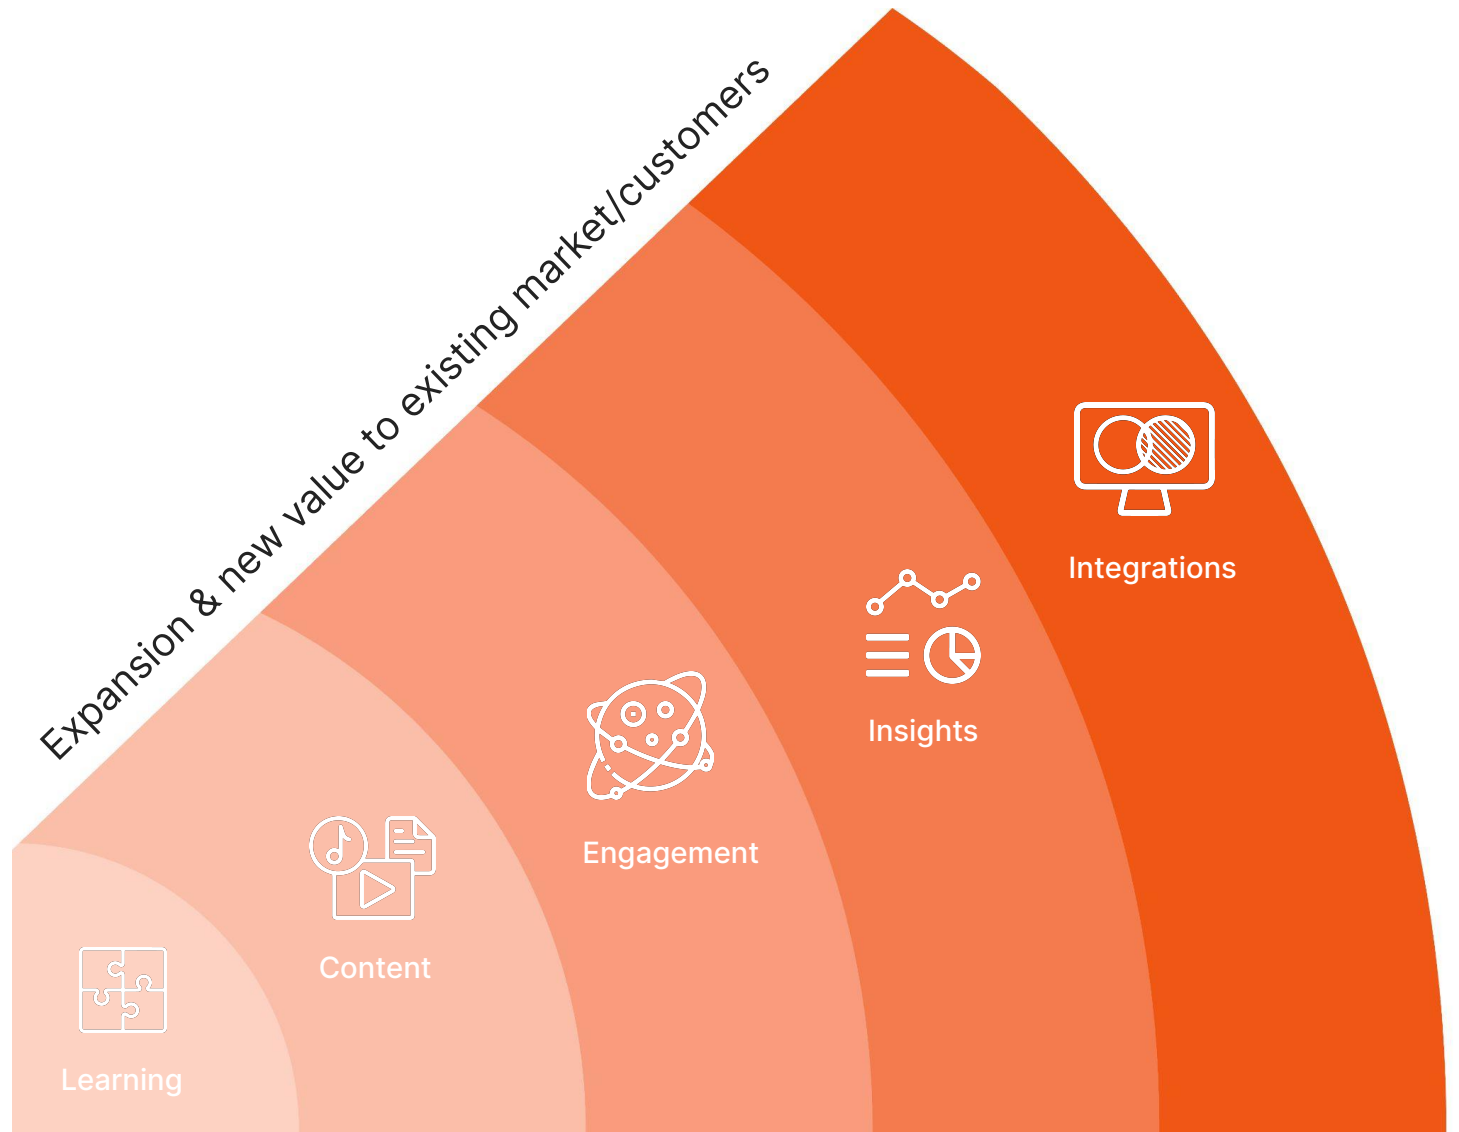 Expansion & new value to existing market/customers
Integrations
Insights
Engagement
Content
Learning